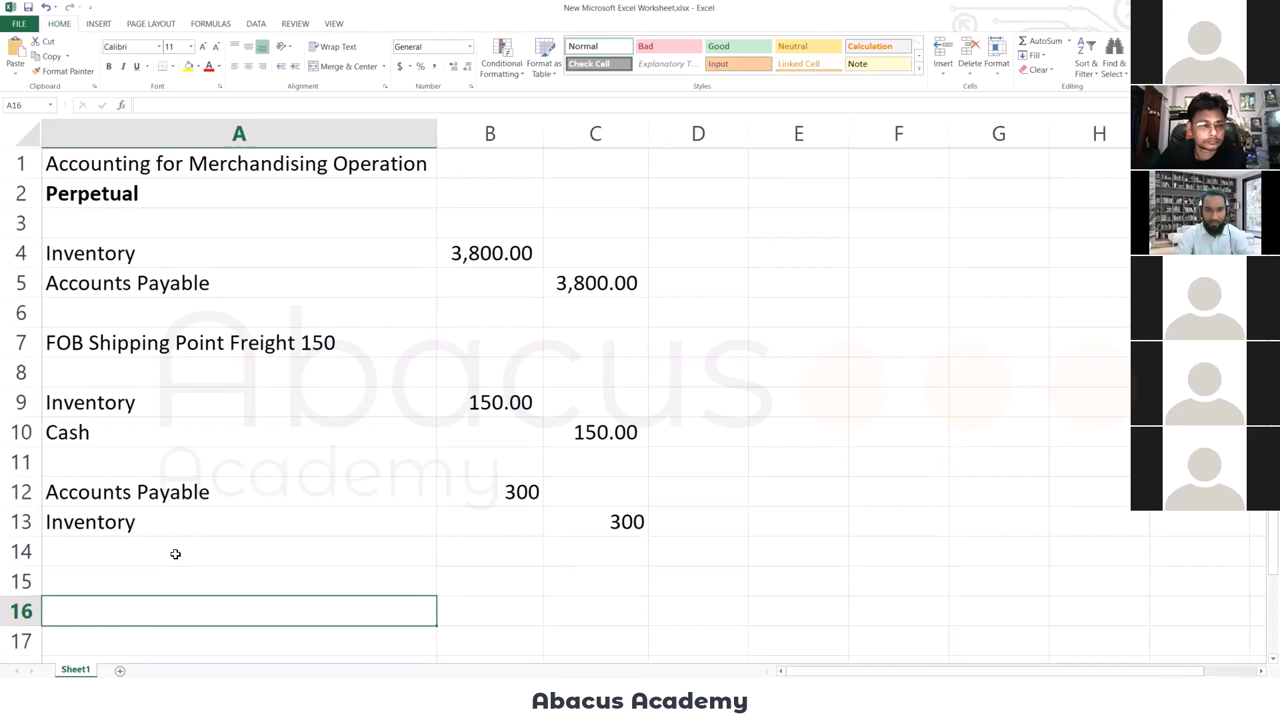 New Microsoft Excel Worksheet.xlsx - Excel
FILE HOME INSERT PAGE LAYOUT FORMULAS DATA REVIEW VIEW
Cut
Copy
Format Painter
Paste
Clipboard
Calibri 11
B I U
Font
Wrap Text
Merge & Center
Alignment
General
$ % ,
Number
Conditional Formatting
Format as Table
Normal Bad Good Neutral Calculation
Check Cell Explanatory T... Input Linked Cell Note
Styles
Insert Delete Format
Cells
AutoSum
Fill
Clear
Sort & Filter
Find & Select
Editing
A16 fx
A B C D E F G H
1 Accounting for Merchandising Operation
2 Perpetual
3
4 Inventory 3,800.00
5 Accounts Payable 3,800.00
6
7 FOB Shipping Point Freight 150
8
9 Inventory 150.00
10 Cash 150.00
11
12 Accounts Payable 300
13 Inventory 300
14
15
16
17
Abacus
Academy
Sheet1
Abacus Academy